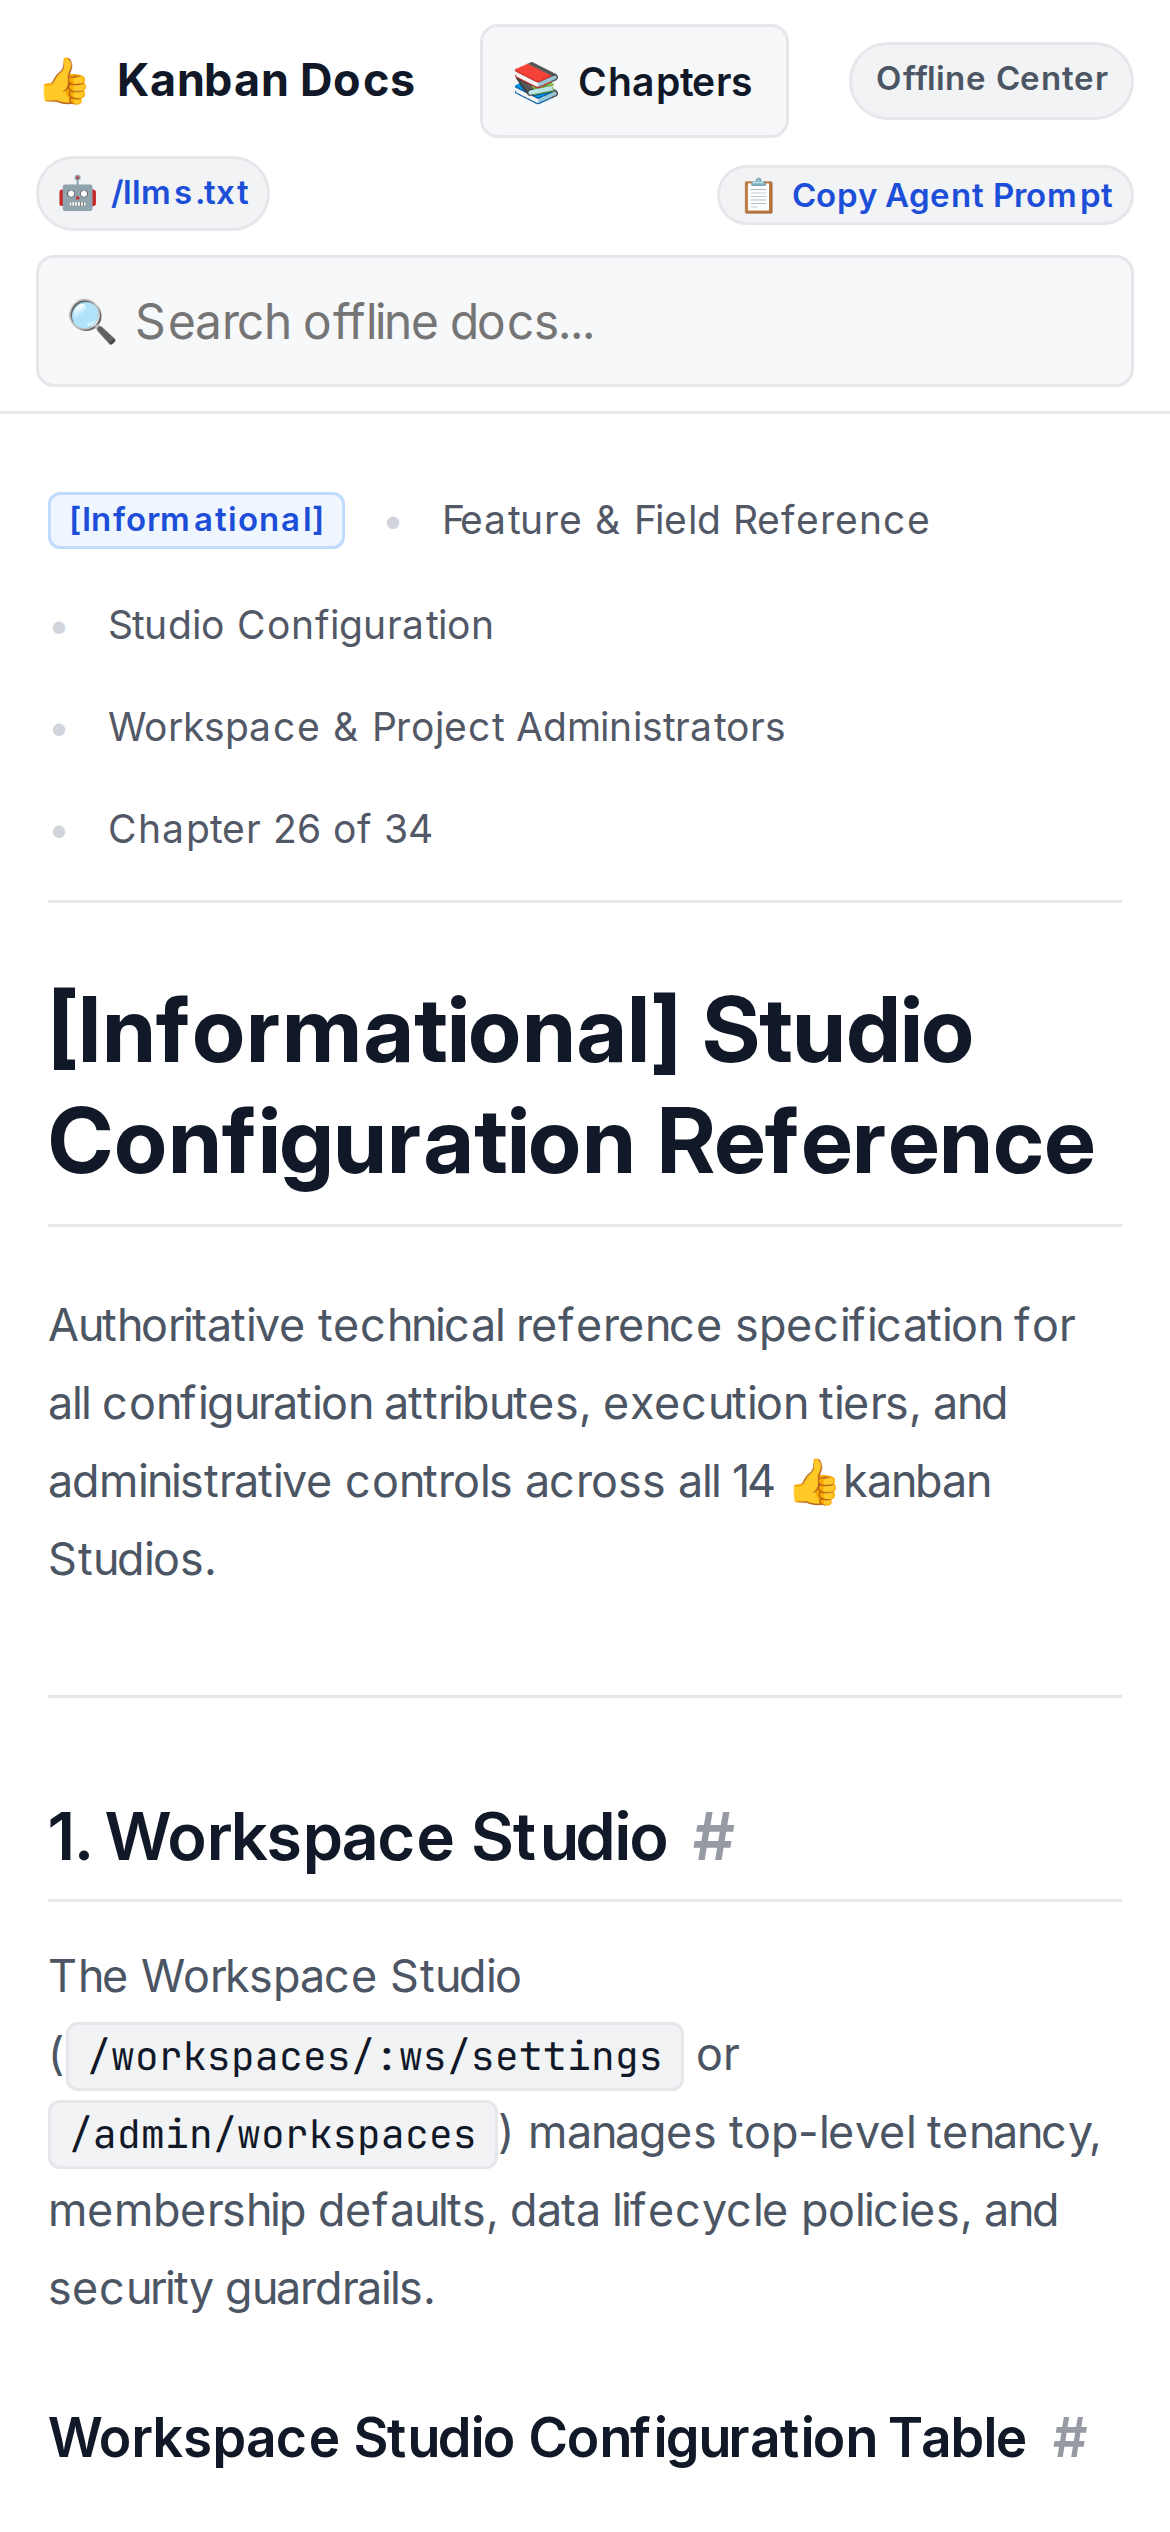 👍 Kanban Docs
📚 Chapters
Offline Center
🤖 /llms.txt
📋 Copy Agent Prompt
🔍 Search offline docs...
[Informational] • Feature & Field Reference
• Studio Configuration
• Workspace & Project Administrators
• Chapter 26 of 34
[Informational] Studio
Configuration Reference
Authoritative technical reference specification for
all configuration attributes, execution tiers, and
administrative controls across all 14 👍kanban
Studios.
1. Workspace Studio #
The Workspace Studio
(/workspaces/:ws/settings or
/admin/workspaces) manages top-level tenancy,
membership defaults, data lifecycle policies, and
security guardrails.
Workspace Studio Configuration Table #